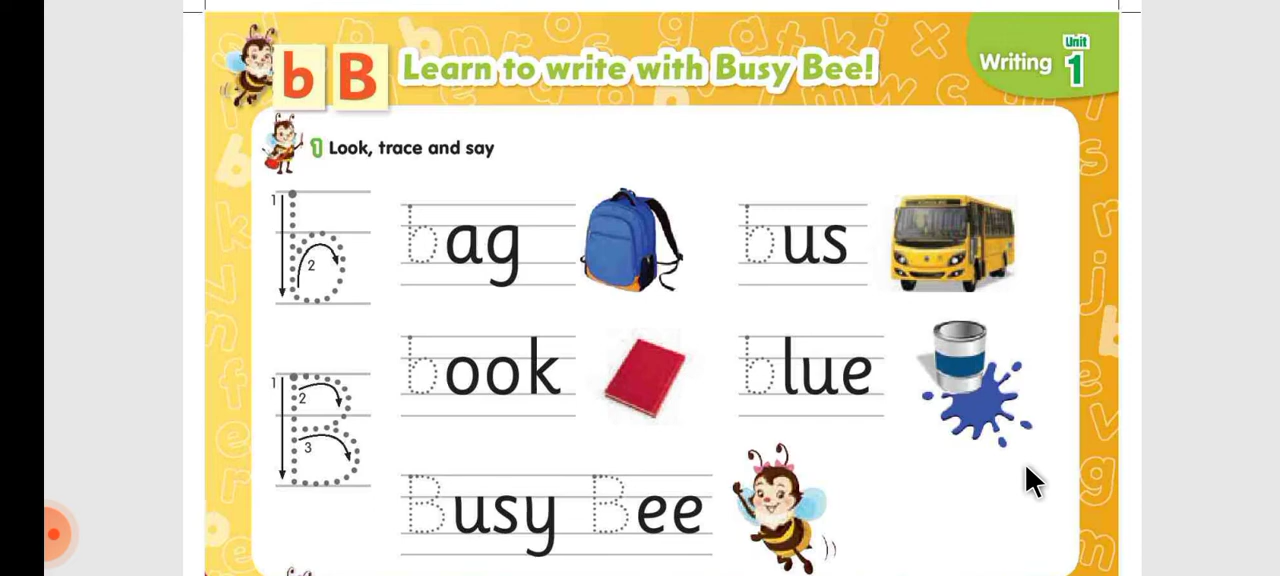 b B Learn to write with Busy Bee! Writing Unit 1
1 Look, trace and say
1 2 b
bag
bus
1 2 3 B
book
blue
Busy Bee